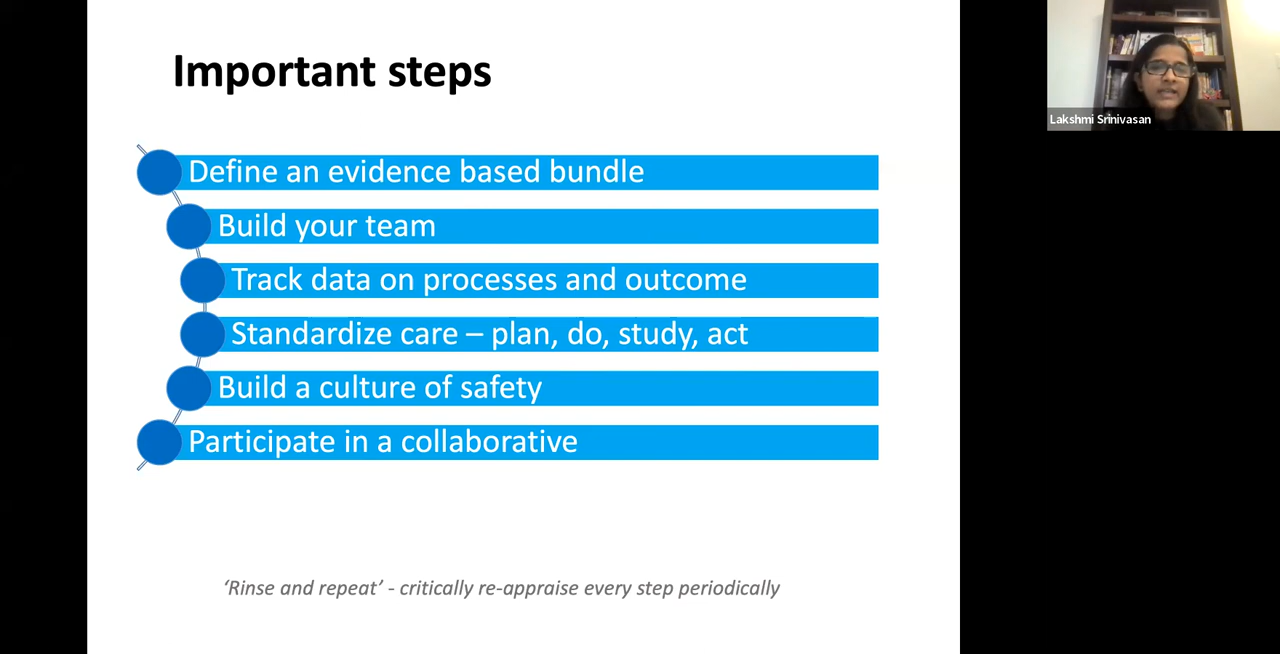 Important steps
Define an evidence based bundle
Build your team
Track data on processes and outcome
Standardize care – plan, do, study, act
Build a culture of safety
Participate in a collaborative
‘Rinse and repeat’ - critically re-appraise every step periodically
Lakshmi Srinivasan